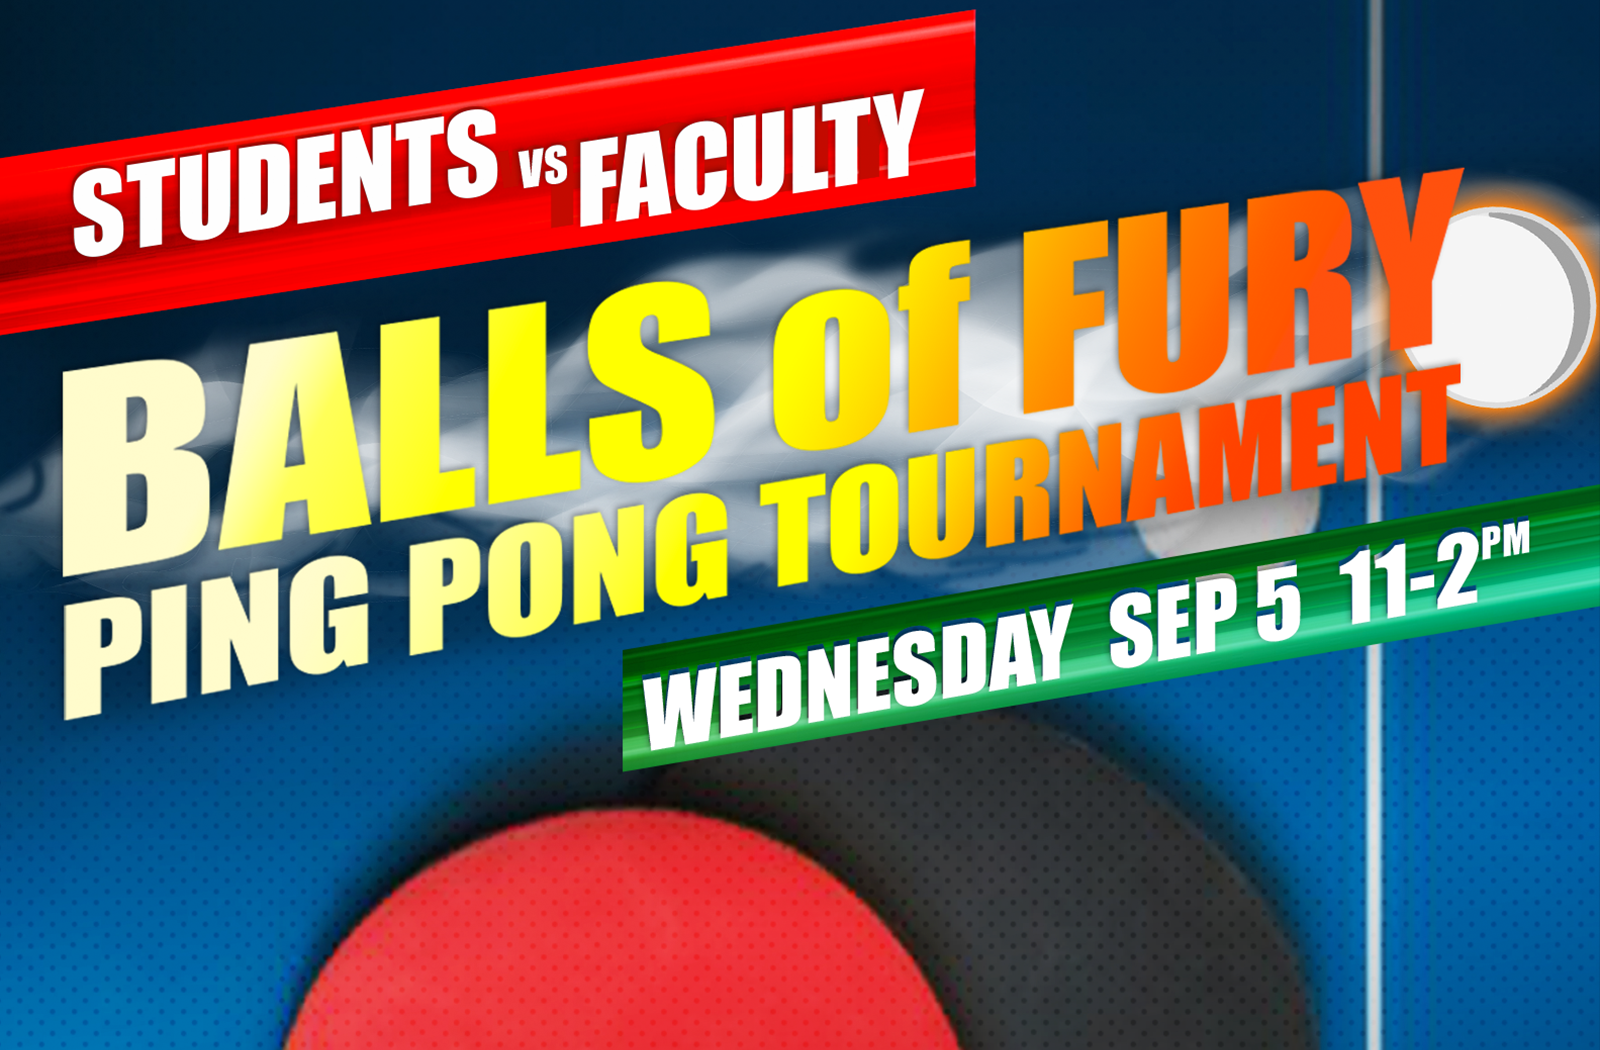 STUDENTS VS FACULTY
BALLS of FURY
PING PONG TOURNAMENT
WEDNESDAY SEP 5 11-2PM